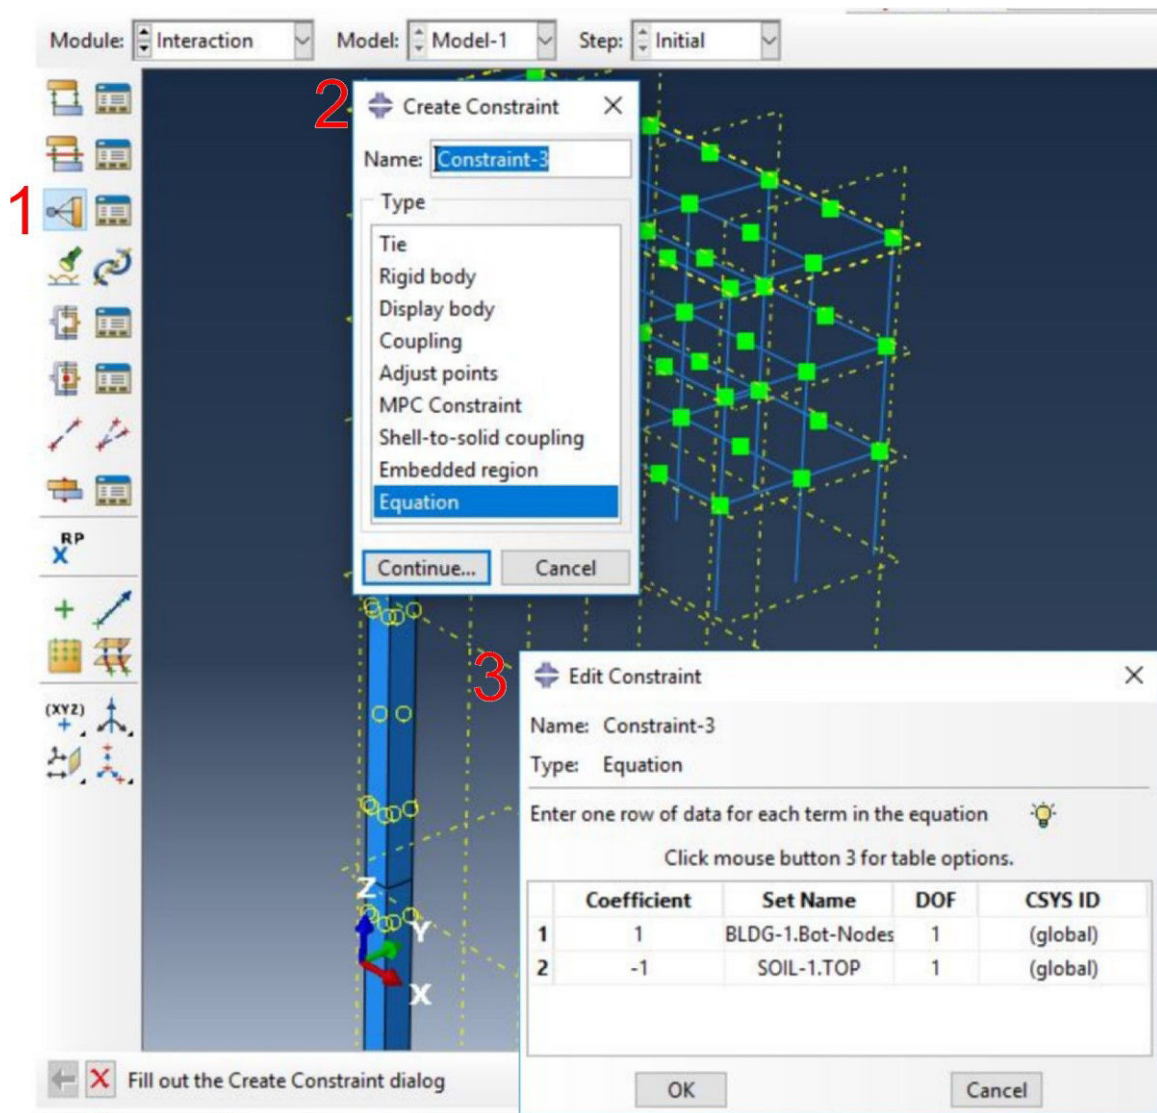 Module: Interaction Model: Model-1 Step: Initial
2 Create Constraint
Name: Constraint-3
1
Type
Tie
Rigid body
Display body
Coupling
Adjust points
MPC Constraint
Shell-to-solid coupling
Embedded region
Equation
Continue... Cancel
RP
X
(XYZ)
Z
Y
X
3 Edit Constraint
Name: Constraint-3
Type: Equation
Enter one row of data for each term in the equation
Click mouse button 3 for table options.
Coefficient Set Name DOF CSYS ID
1 1 BLDG-1.Bot-Nodes 1 (global)
2 -1 SOIL-1.TOP 1 (global)
OK Cancel
Fill out the Create Constraint dialog